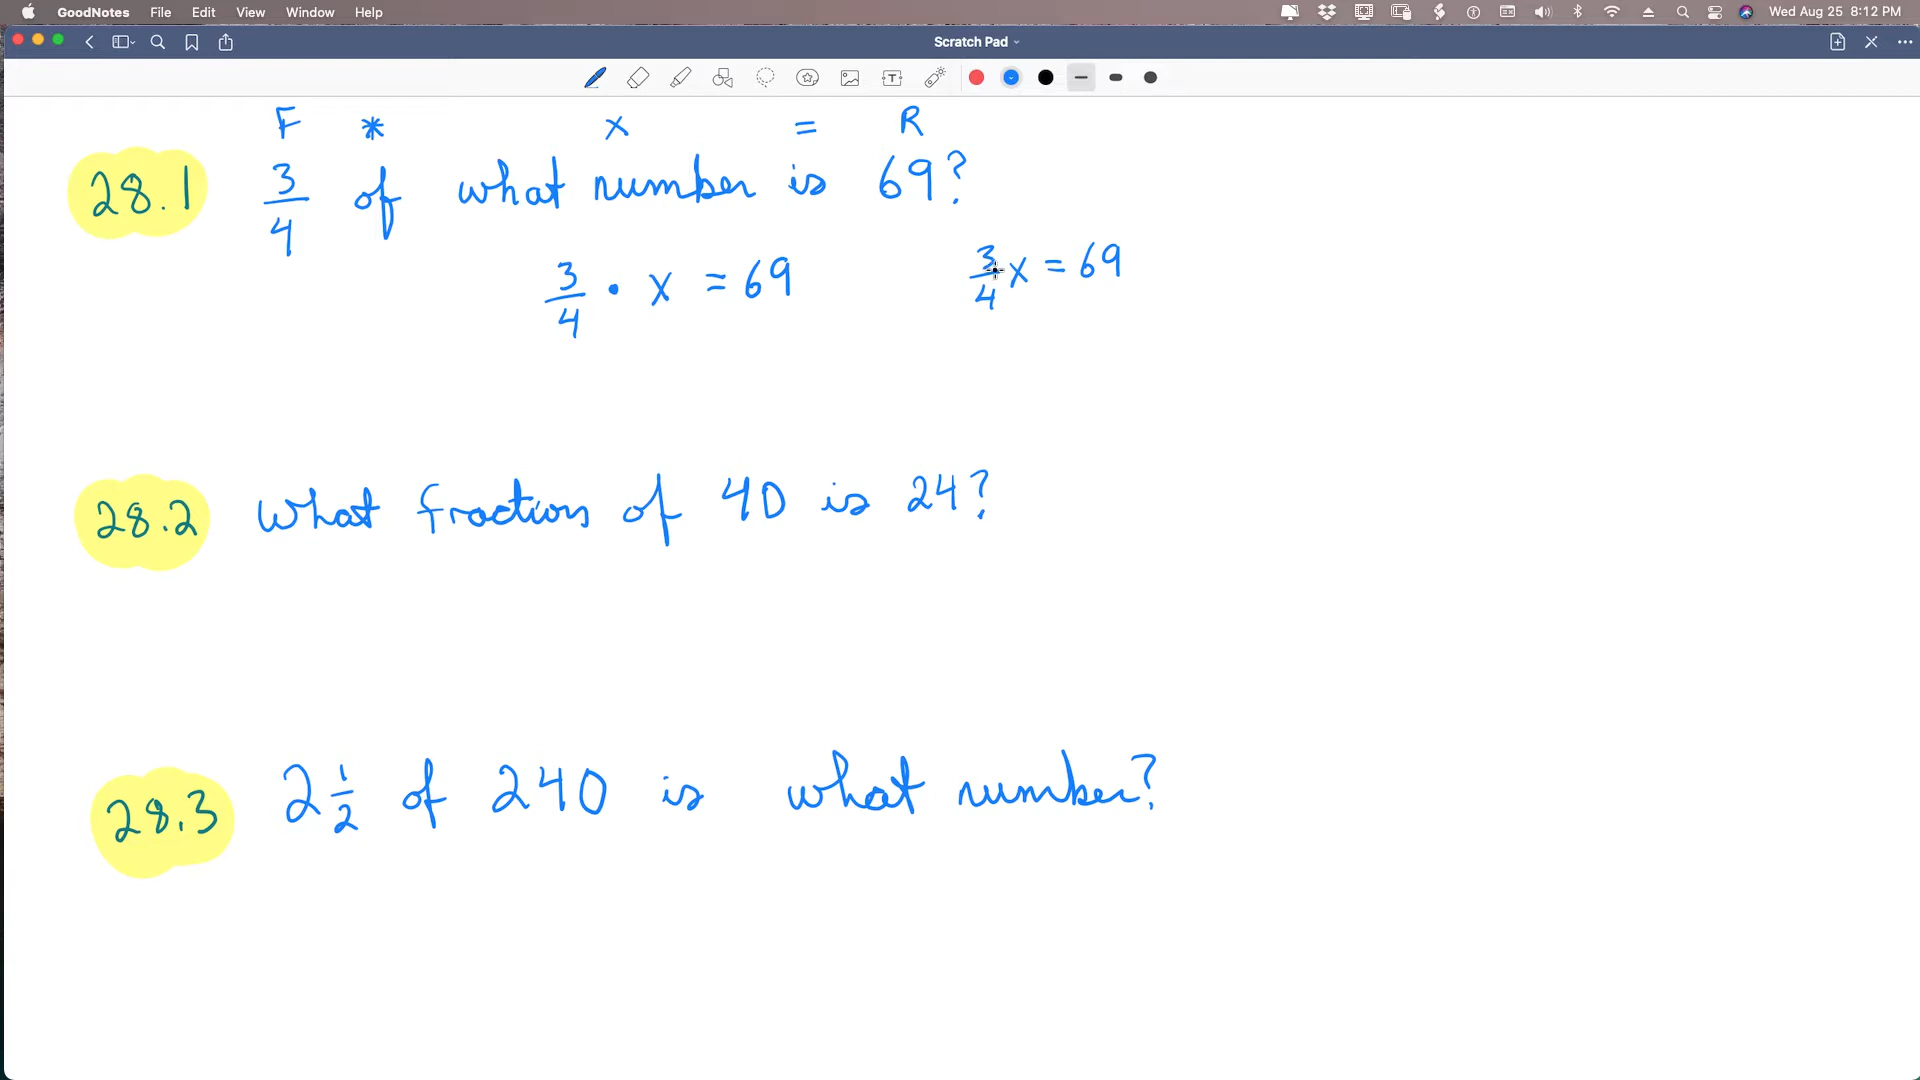 GoodNotes File Edit View Window Help Wed Aug 25 8:12 PM
Scratch Pad
F * x = R
28.1 3/4 of what number is 69?
3/4 · x = 69 3/4 x = 69
28.2 What fraction of 40 is 24?
28.3 2 1/2 of 240 is what number?